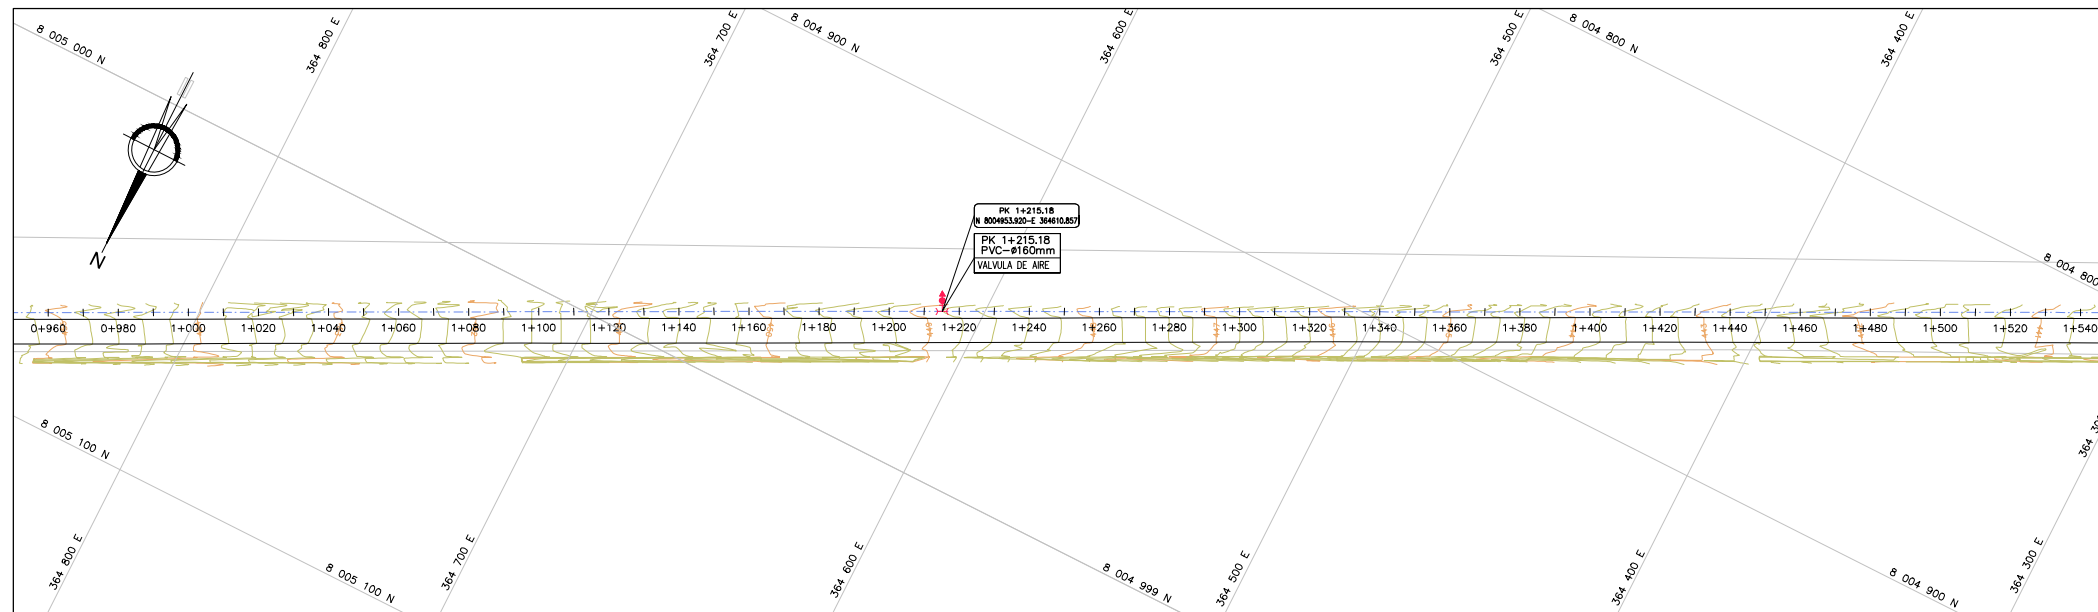 8 005 000 N
364 800 E
364 700 E
8 004 900 N
364 600 E
364 500 E
8 004 800 N
364 400 E
N
PK 1+215.18
N 8004953.920-E 364610.857
PK 1+215.18
PVC-ø160mm
VALVULA DE AIRE
8 004 800
0+960 0+980 1+000 1+020 1+040 1+060 1+080 1+100 1+120 1+140 1+160 1+180 1+200 1+220 1+240 1+260 1+280 1+300 1+320 1+340 1+360 1+380 1+400 1+420 1+440 1+460 1+480 1+500 1+520 1+540
8 005 100 N
364 800 E
8 005 100 N
364 700 E
364 600 E
8 004 999 N
364 500 E
364 400 E
8 004 900 N
364 300 E